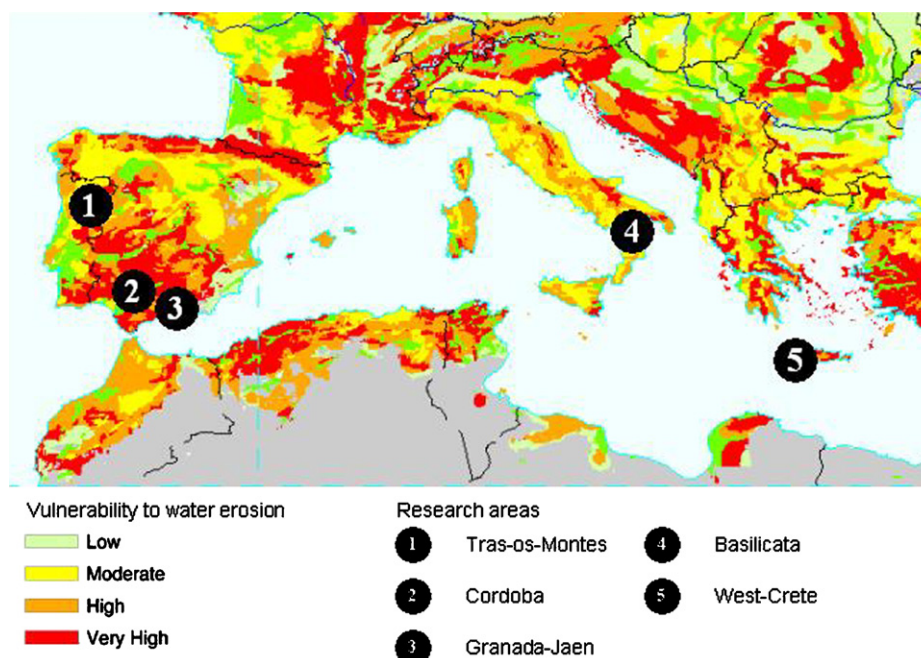 1
2
3
4
5
Vulnerability to water erosion
Low
Moderate
High
Very High
Research areas
1 Tras-os-Montes
2 Cordoba
3 Granada-Jaen
4 Basilicata
5 West-Crete